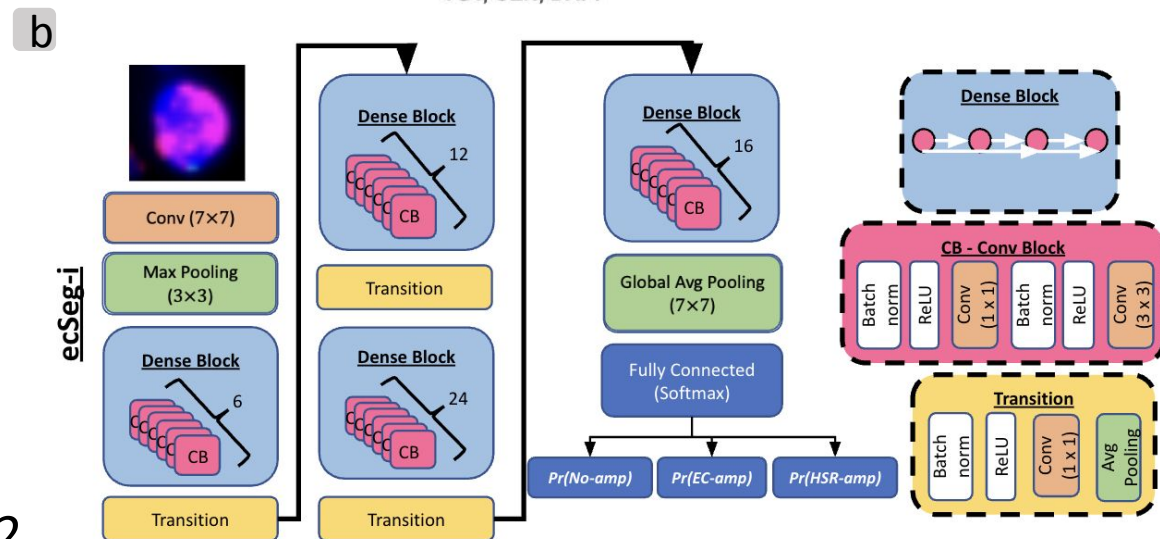 b
ecSeg-i
Conv (7×7)
Max Pooling
(3×3)
Dense Block
6
CB
Transition
Dense Block
12
CB
Transition
Dense Block
24
CB
Transition
Dense Block
16
CB
Global Avg Pooling
(7×7)
Fully Connected
(Softmax)
Pr(No-amp)
Pr(EC-amp)
Pr(HSR-amp)
Dense Block
CB - Conv Block
Batch
norm
ReLU
Conv
(1 x 1)
Batch
norm
ReLU
Conv
(3 x 3)
Transition
Batch
norm
ReLU
Conv
(1 x 1)
Avg
Pooling
2